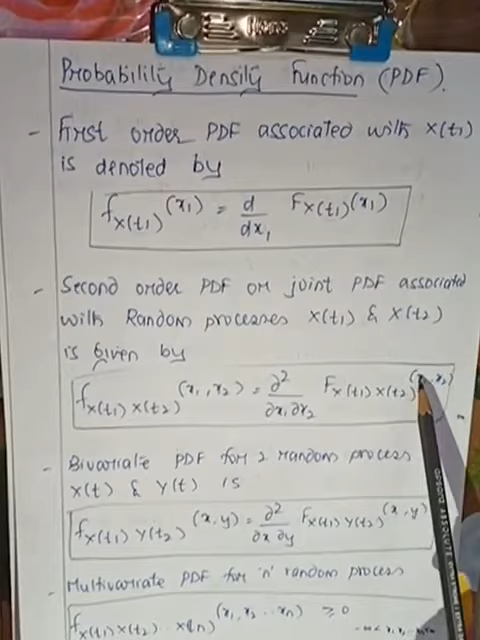 Probability Density Function (PDF).
- First order PDF associated with X(t1)
is denoted by
fX(t1)(x1) = d/dx1 FX(t1)(x1)
- Second order PDF or joint PDF associated
with Random processes X(t1) & X(t2)
is given by
fX(t1)X(t2)(x1, x2) = ∂²/∂x1∂x2 FX(t1)X(t2)(x1, x2)
- Bivariate PDF for 2 random process
X(t) & Y(t) is
fX(t1)Y(t2)(x,y) = ∂²/∂x∂y FX(t1)Y(t2)(x,y)
- Multivariate PDF for 'n' random process
fX(t1)X(t2)...X(tn)(x1, x2...xn) ≥ 0